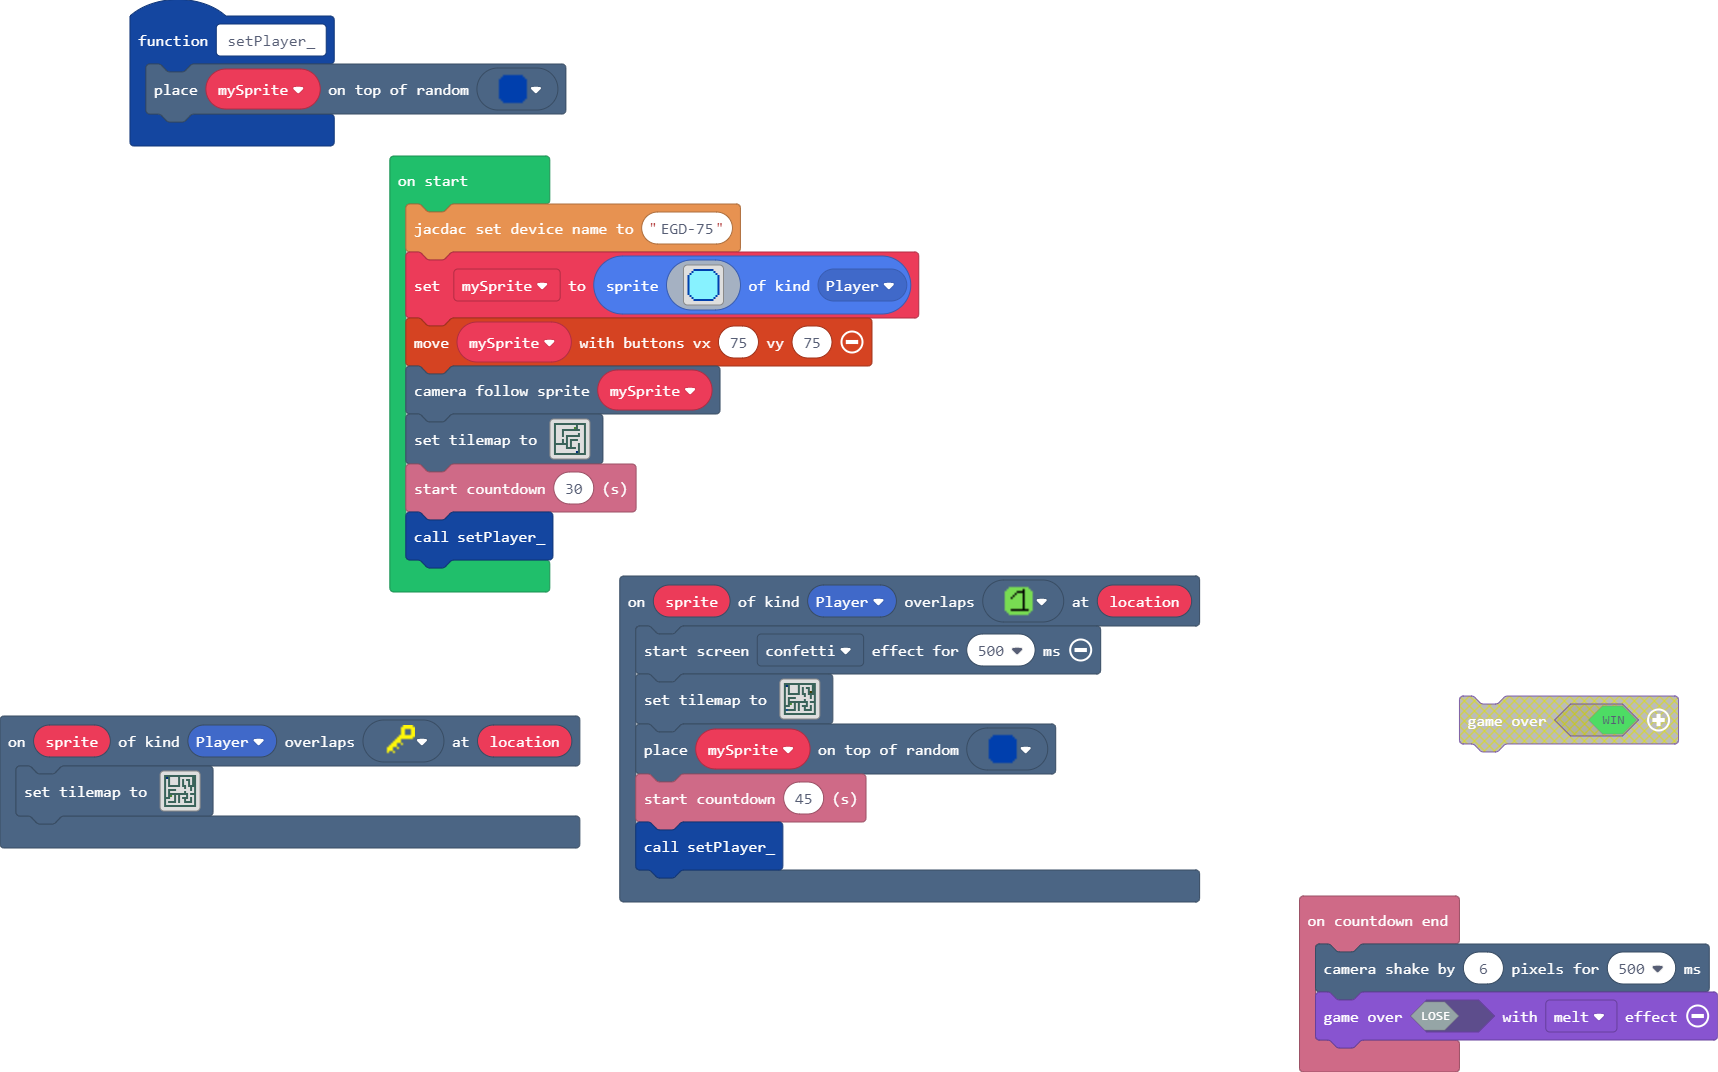 function setPlayer_
place mySprite on top of random
on start
jacdac set device name to "EGD-75"
set mySprite to sprite of kind Player
move mySprite with buttons vx 75 vy 75
camera follow sprite mySprite
set tilemap to
start countdown 30 (s)
call setPlayer_
on sprite of kind Player overlaps 1 at location
start screen confetti effect for 500 ms
set tilemap to
place mySprite on top of random
start countdown 45 (s)
call setPlayer_
on sprite of kind Player overlaps at location
set tilemap to
game over WIN
on countdown end
camera shake by 6 pixels for 500 ms
game over LOSE with melt effect